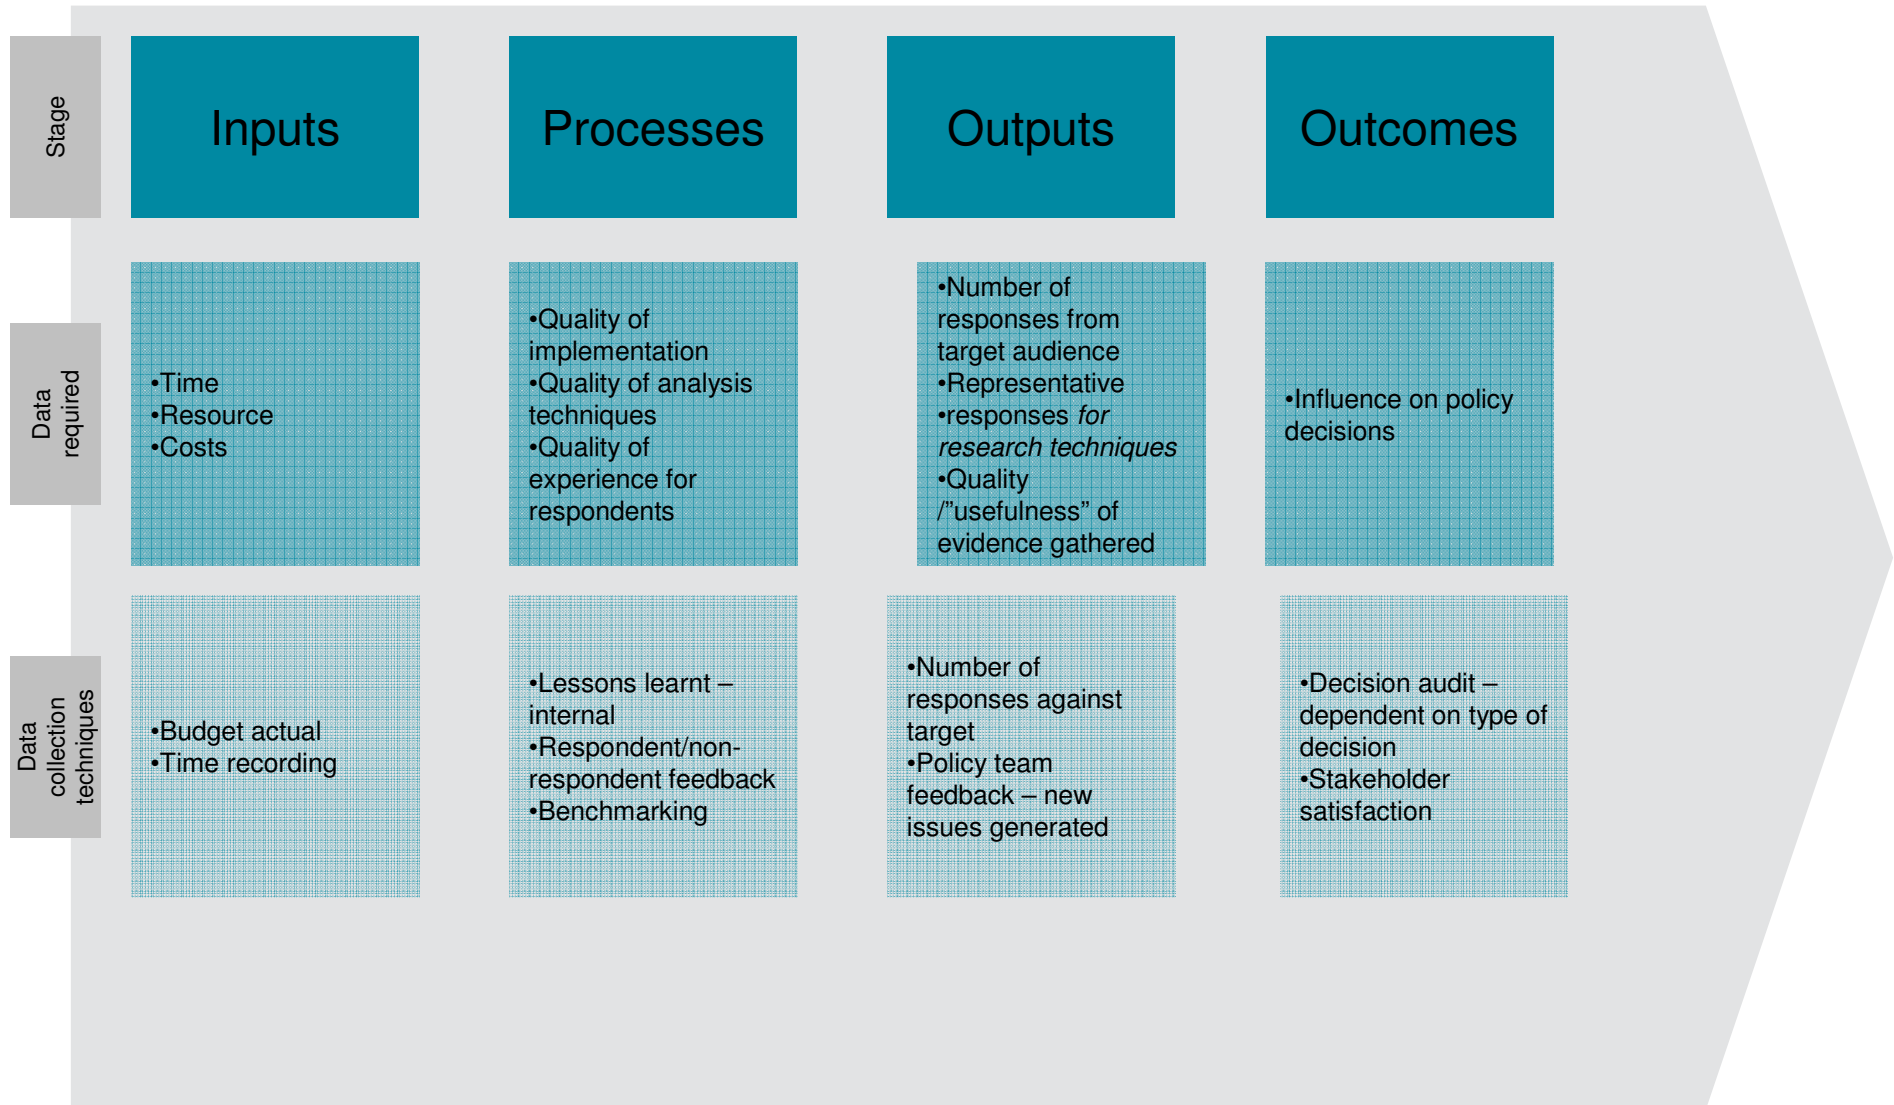 Stage
Inputs
Processes
Outputs
Outcomes
Data
required
•Time
•Resource
•Costs
•Quality of
implementation
•Quality of analysis
techniques
•Quality of
experience for
respondents
•Number of
responses from
target audience
•Representative
•responses for
research techniques
•Quality
/”usefulness” of
evidence gathered
•Influence on policy
decisions
Data
collection
techniques
•Budget actual
•Time recording
•Lessons learnt –
internal
•Respondent/non-
respondent feedback
•Benchmarking
•Number of
responses against
target
•Policy team
feedback – new
issues generated
•Decision audit –
dependent on type of
decision
•Stakeholder
satisfaction